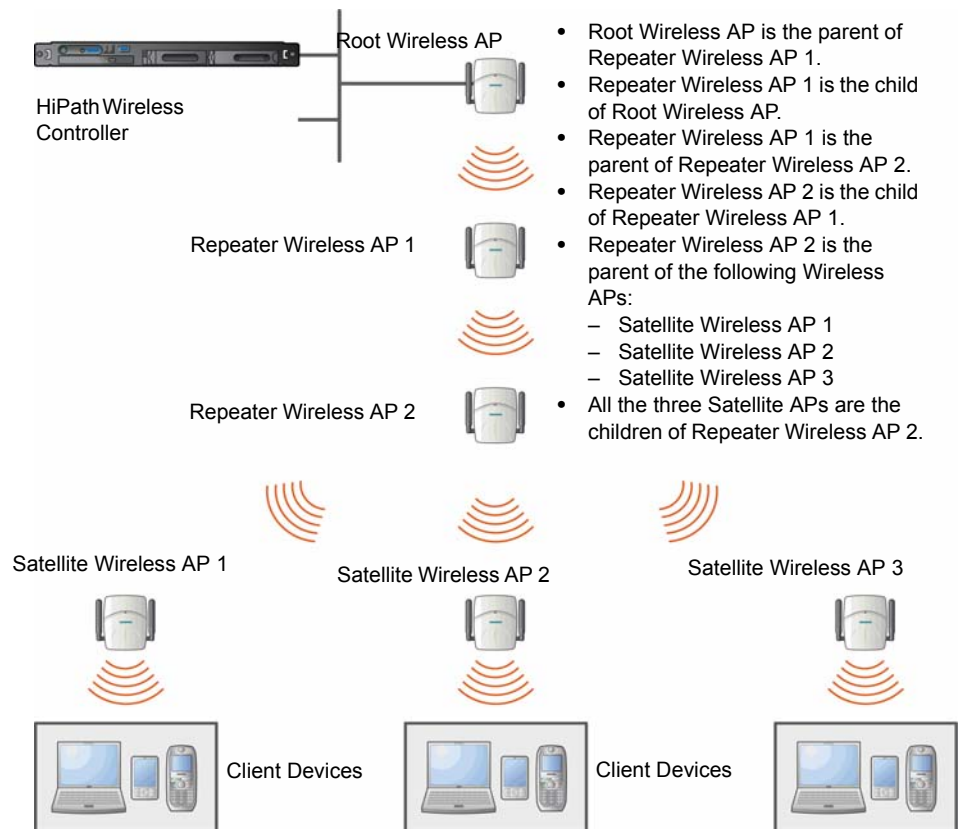 Root Wireless AP
HiPath Wireless
Controller
• Root Wireless AP is the parent of
Repeater Wireless AP 1.
• Repeater Wireless AP 1 is the child
of Root Wireless AP.
• Repeater Wireless AP 1 is the
parent of Repeater Wireless AP 2.
• Repeater Wireless AP 2 is the child
of Repeater Wireless AP 1.
• Repeater Wireless AP 2 is the
parent of the following Wireless
APs:
– Satellite Wireless AP 1
– Satellite Wireless AP 2
– Satellite Wireless AP 3
• All the three Satellite APs are the
children of Repeater Wireless AP 2.
Repeater Wireless AP 1
Repeater Wireless AP 2
Satellite Wireless AP 1
Satellite Wireless AP 2
Satellite Wireless AP 3
Client Devices
Client Devices